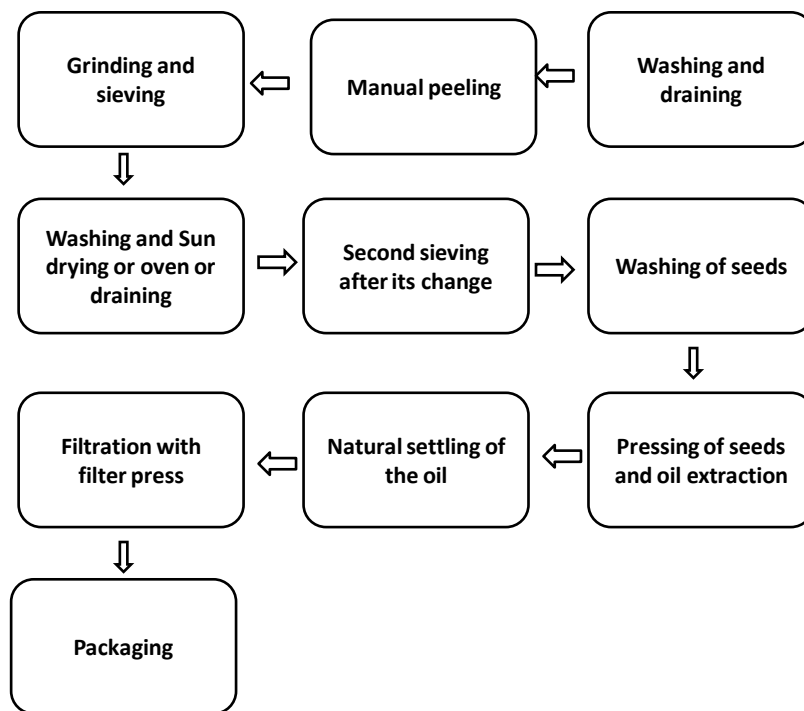 Grinding and
sieving
Manual peeling
Washing and
draining
Washing and Sun
drying or oven or
draining
Second sieving
after its change
Washing of seeds
Filtration with
filter press
Natural settling of
the oil
Pressing of seeds
and oil extraction
Packaging